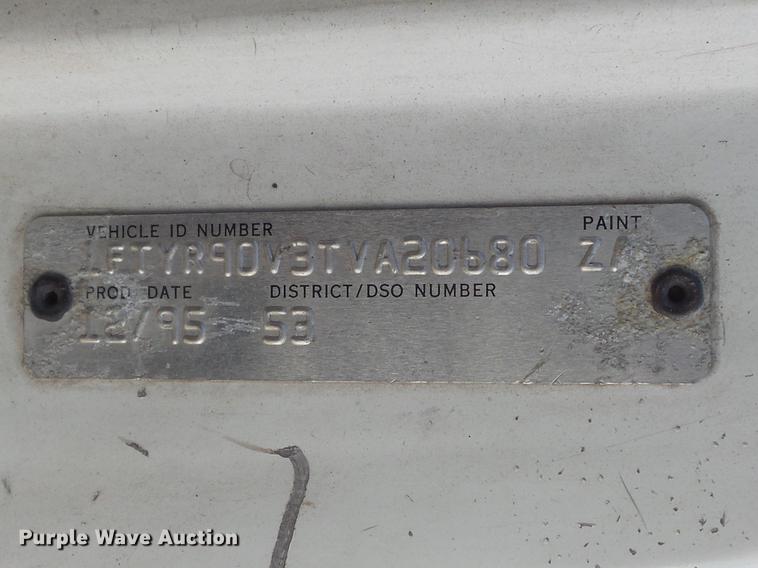 VEHICLE ID NUMBER PAINT
1FTYR90V3TVA20680
PROD DATE DISTRICT/DSO NUMBER
12/95 53
Purple Wave Auction